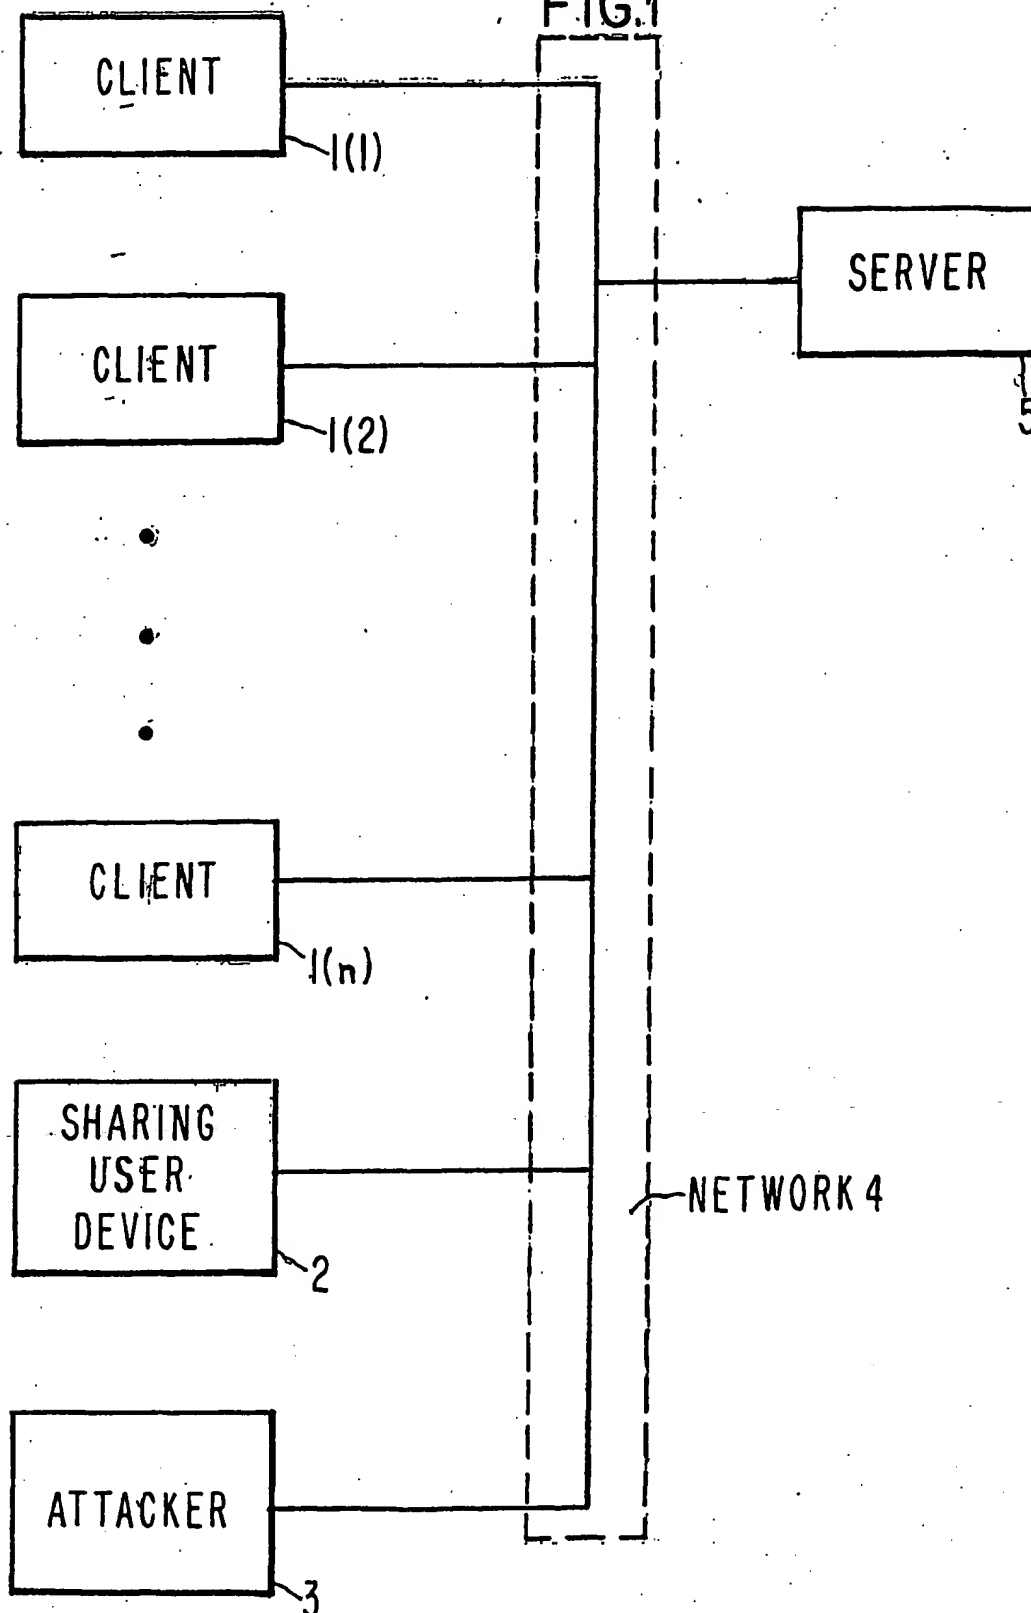 FIG.1
CLIENT
1(1)
SERVER
5
CLIENT
1(2)
CLIENT
1(n)
SHARING
USER
DEVICE
2
NETWORK 4
ATTACKER
3